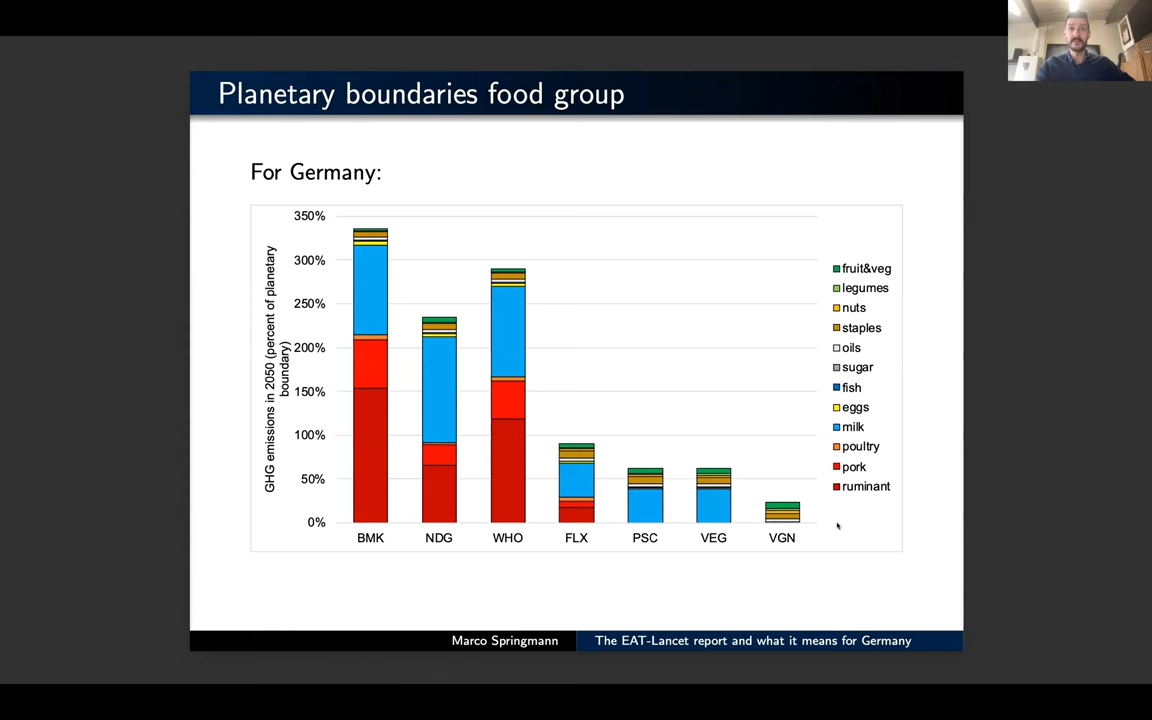 Planetary boundaries food group
For Germany:
GHG emissions in 2050 (percent of planetary
boundary)
350%
300%
250%
200%
150%
100%
50%
0%
BMK NDG WHO FLX PSC VEG VGN
fruit&veg
legumes
nuts
staples
oils
sugar
fish
eggs
milk
poultry
pork
ruminant
Marco Springmann The EAT-Lancet report and what it means for Germany